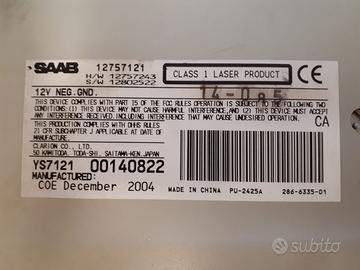 SAAB 12757121
H/W 12757243
S/W 12802522
CLASS 1 LASER PRODUCT
CE
14-085
12V NEG.GND.
THIS DEVICE COMPLIES WITH PART 15 OF THE FCC RULES OPERATION IS SUBJECT TO
THE FOLLOWING TWO CONDITIONS:
(1) THIS DEVICE MAY NOT CAUSE HARMFUL INTERFERENCE, AND (2) THIS DEVICE MUST ACCEPT
ANY INTERFERENCE RECEIVED, INCLUDING INTERFERENCE THAT MAY CAUSE UNDESIRED OPERATION.
THIS DEVICE COMPLIES WITH DHHS RULES
21 CFR SUBCHAPTER J APPLICABLE AT DATE
OF MANUFACTURE.
CA
CLARION CO., LTD.
50 KAMITODA, TODA-SHI, SAITAMA-KEN, JAPAN
YS7121 00140822
MANUFACTURED:
COE December 2004
MADE IN CHINA PU-2425A 286-6335-01
subito